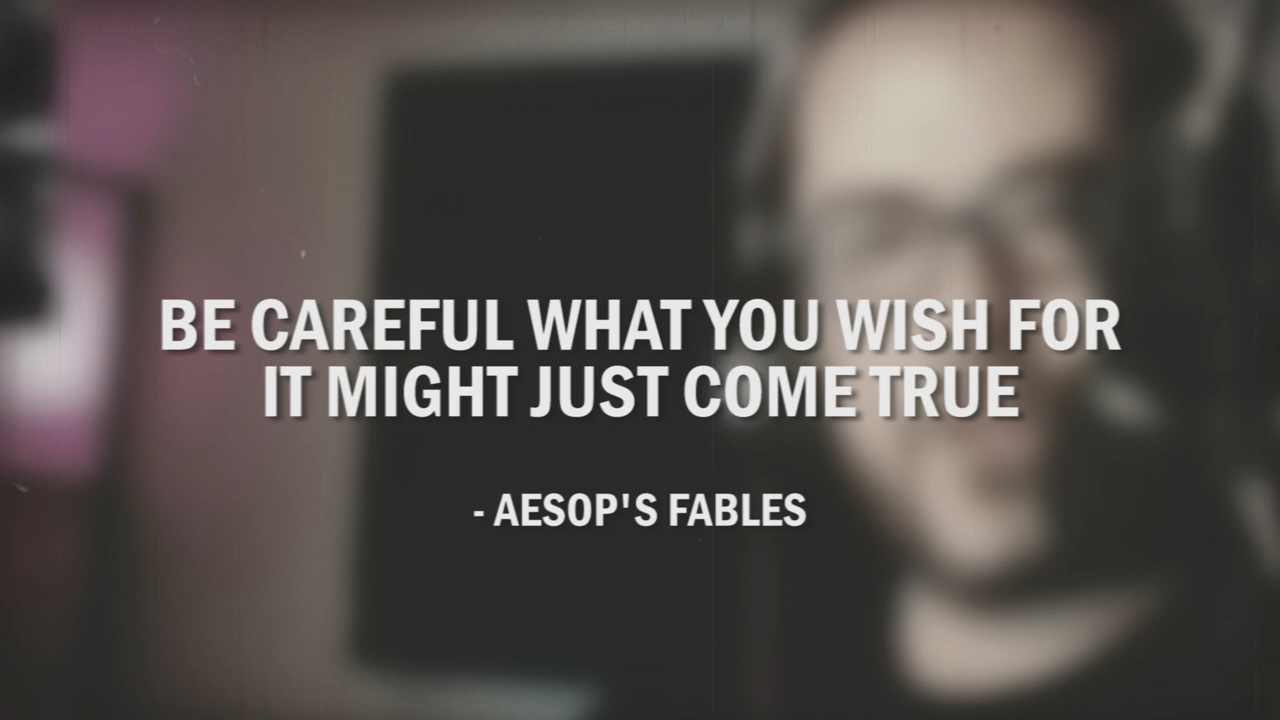 BE CAREFUL WHAT YOU WISH FOR
IT MIGHT JUST COME TRUE
- AESOP'S FABLES